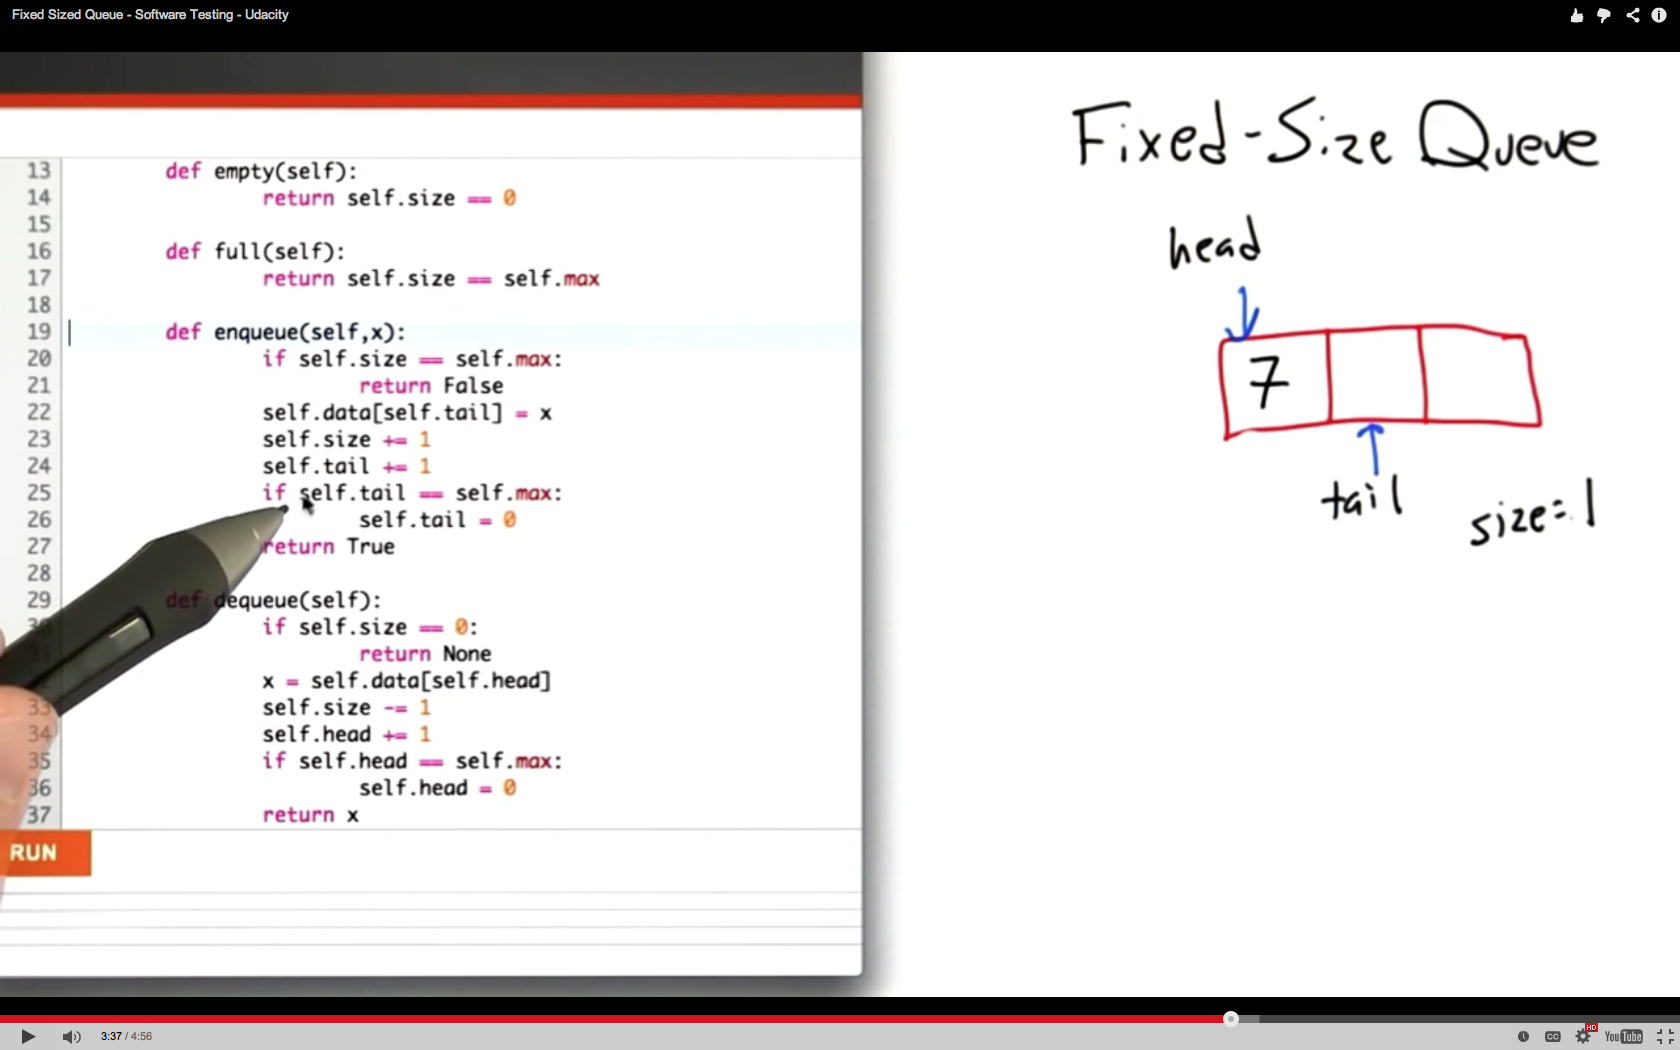 Fixed Sized Queue - Software Testing - Udacity
13 def empty(self):
14 return self.size == 0
15
16 def full(self):
17 return self.size == self.max
18
19 def enqueue(self,x):
20 if self.size == self.max:
21 return False
22 self.data[self.tail] = x
23 self.size += 1
24 self.tail += 1
25 if self.tail == self.max:
26 self.tail = 0
27 return True
28
29 def dequeue(self):
30 if self.size == 0:
31 return None
x = self.data[self.head]
33 self.size -= 1
34 self.head += 1
35 if self.head == self.max:
36 self.head = 0
37 return x
RUN
Fixed-Size Queue
head
7
tail
size=1
3:37 / 4:56
CC
HD
YouTube